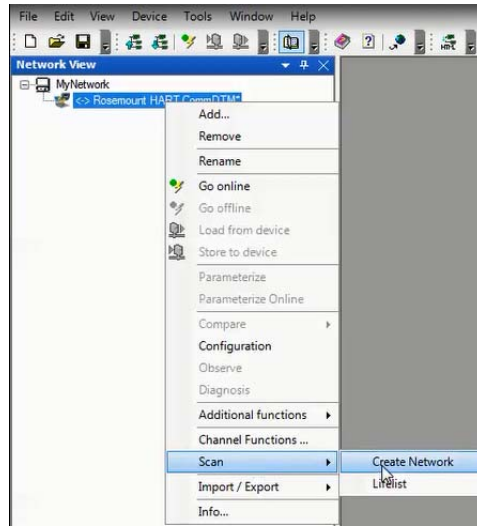 File Edit View Device Tools Window Help
Network View
MyNetwork
<-> Rosemount HART CommDTM*
Add...
Remove
Rename
Go online
Go offline
Load from device
Store to device
Parameterize
Parameterize Online
Compare
Configuration
Observe
Diagnosis
Additional functions
Channel Functions ...
Scan
Create Network
Lifelist
Import / Export
Info...